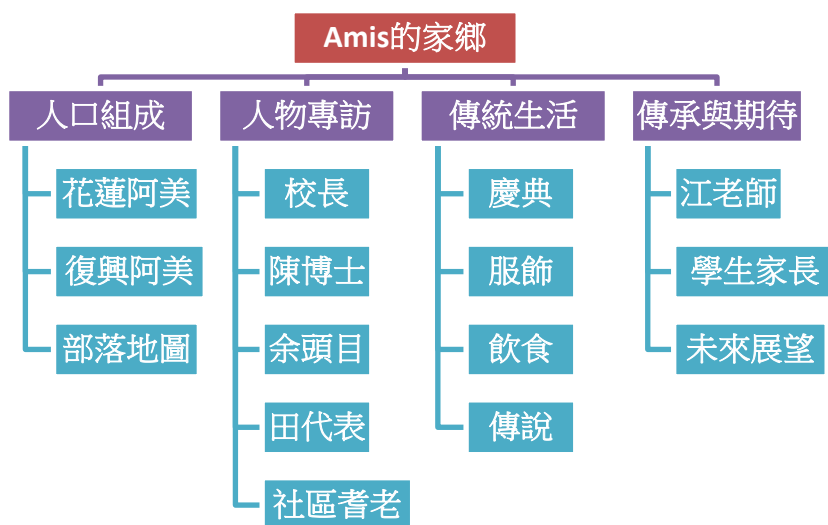 Amis的家鄉
人口組成
花蓮阿美
復興阿美
部落地圖
人物專訪
校長
陳博士
余頭目
田代表
社區耆老
傳統生活
慶典
服飾
飲食
傳說
傳承與期待
江老師
學生家長
未來展望